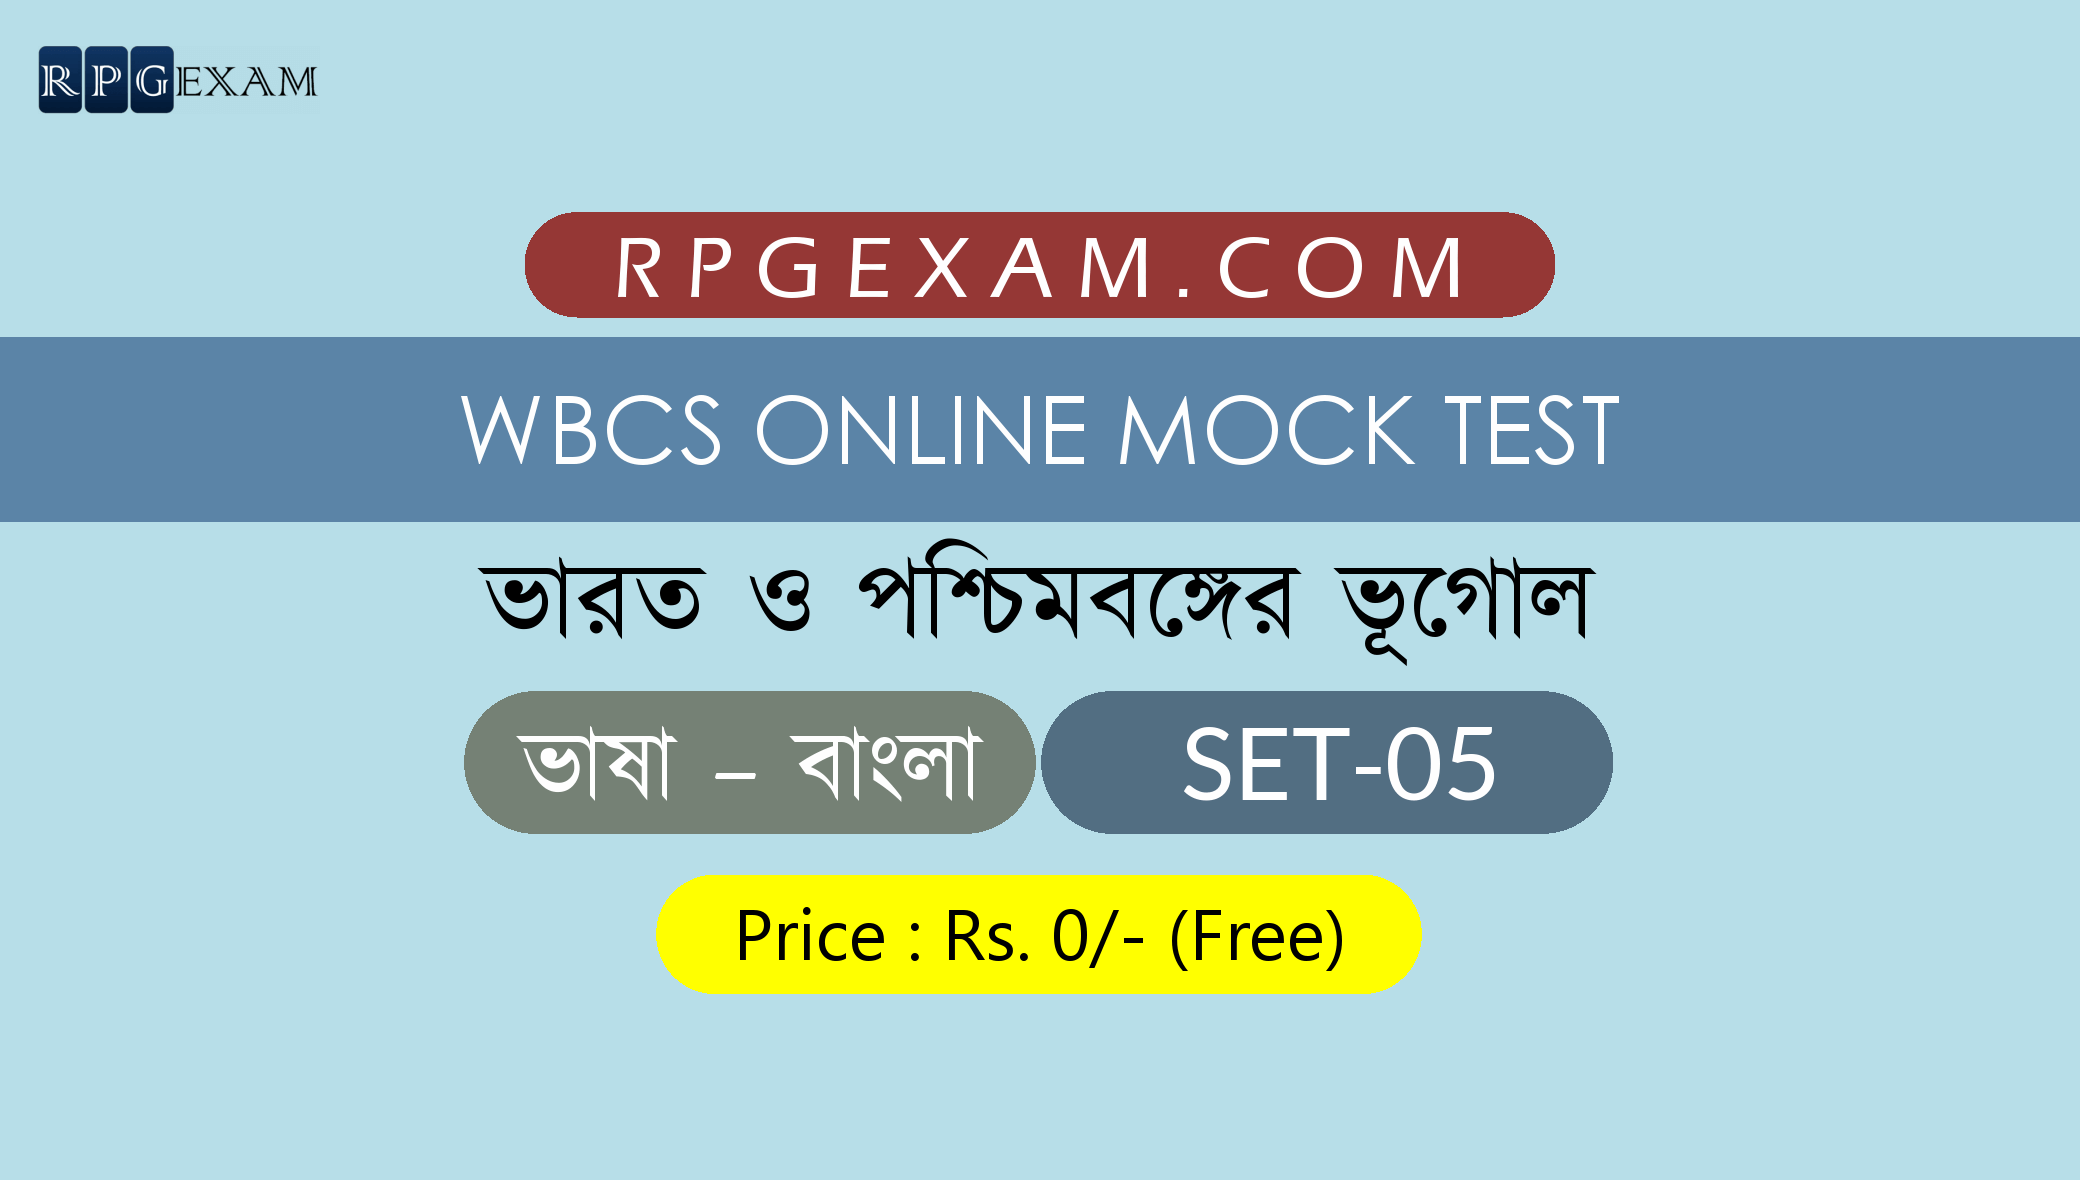 RPGEXAM
RPGEXAM.COM
WBCS ONLINE MOCK TEST
ভারত ও পশ্চিমবঙ্গের ভূগোল
ভাষা – বাংলা
SET-05
Price : Rs. 0/- (Free)